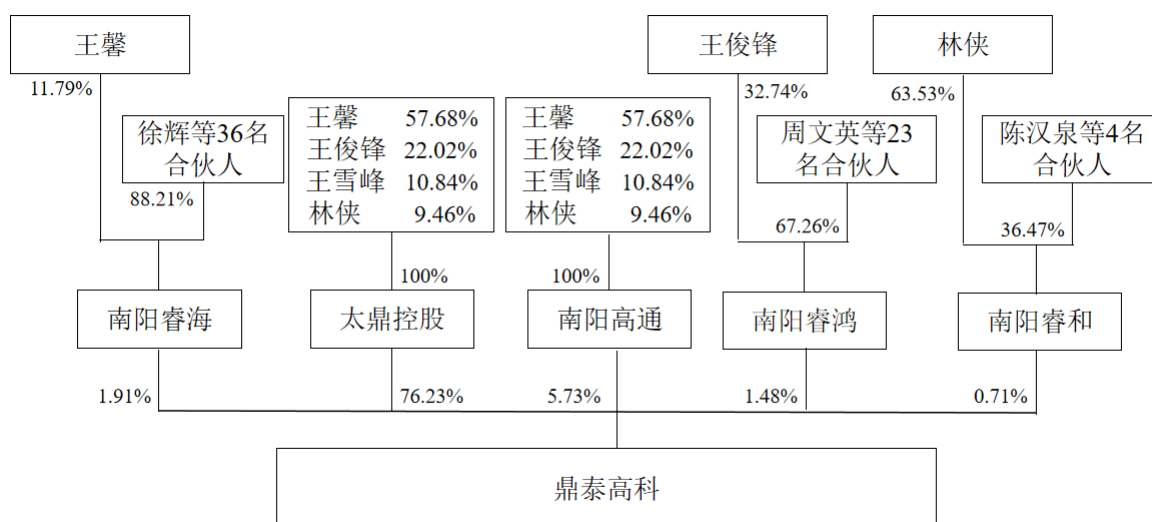 王馨
王俊锋
林侠
11.79%
32.74%
63.53%
徐辉等36名
合伙人
王馨 57.68%
王俊锋 22.02%
王雪峰 10.84%
林侠 9.46%
王馨 57.68%
王俊锋 22.02%
王雪峰 10.84%
林侠 9.46%
周文英等23
名合伙人
陈汉泉等4名
合伙人
88.21%
67.26%
36.47%
100%
100%
南阳睿海
太鼎控股
南阳高通
南阳睿鸿
南阳睿和
1.91%
76.23%
5.73%
1.48%
0.71%
鼎泰高科